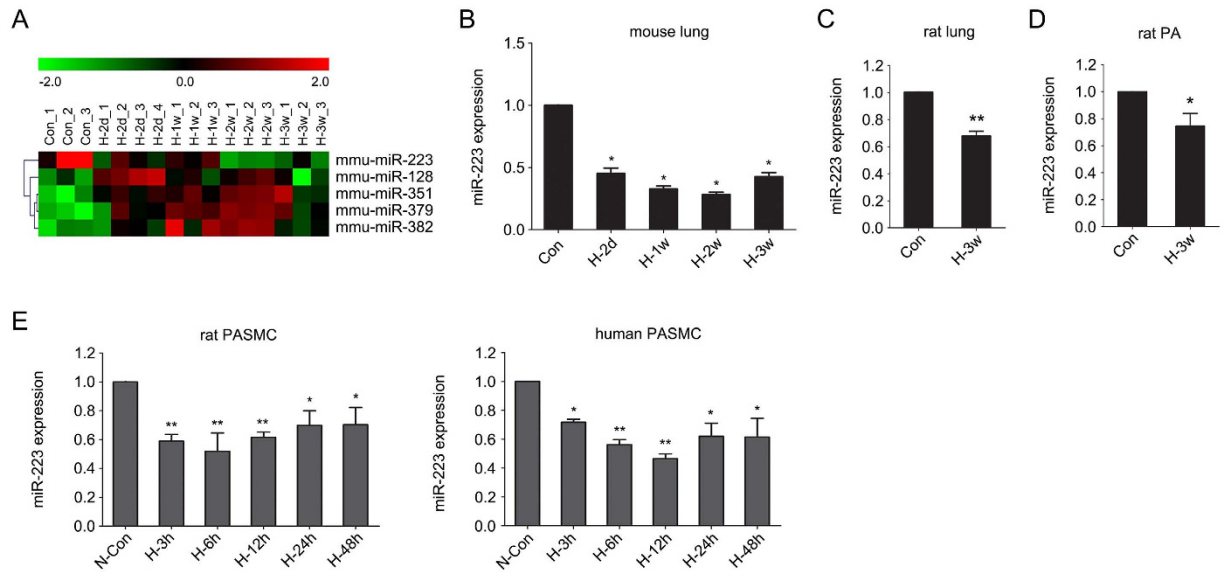 A
-2.0 0.0 2.0
Con_1 Con_2 Con_3 H-2d_1 H-2d_2 H-2d_3 H-2d_4 H-1w_1 H-1w_2 H-1w_3 H-2w_1 H-2w_2 H-2w_3 H-3w_1 H-3w_2 H-3w_3
mmu-miR-223
mmu-miR-128
mmu-miR-351
mmu-miR-379
mmu-miR-382
B
mouse lung
miR-223 expression
1.5
1.0
0.5
0.0
* * * *
Con H-2d H-1w H-2w H-3w
C
rat lung
miR-223 expression
1.2
1.0
0.8
0.6
0.4
0.2
0.0
**
Con H-3w
D
rat PA
miR-223 expression
1.2
1.0
0.8
0.6
0.4
0.2
0.0
*
Con H-3w
E
rat PASMC
miR-223 expression
1.2
1.0
0.8
0.6
0.4
0.2
0.0
** ** ** * *
N-Con H-3h H-6h H-12h H-24h H-48h
human PASMC
miR-223 expression
1.2
1.0
0.8
0.6
0.4
0.2
0.0
* ** ** * *
N-Con H-3h H-6h H-12h H-24h H-48h